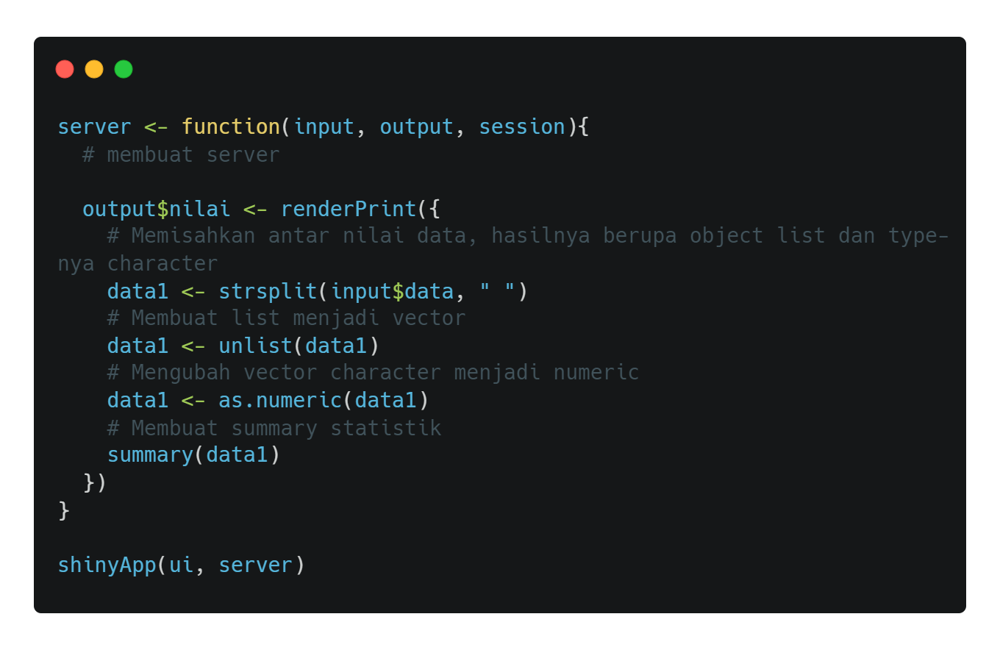 server <- function(input, output, session){
  # membuat server

  output$nilai <- renderPrint({
    # Memisahkan antar nilai data, hasilnya berupa object list dan type-
nya character
    data1 <- strsplit(input$data, " ")
    # Membuat list menjadi vector
    data1 <- unlist(data1)
    # Mengubah vector character menjadi numeric
    data1 <- as.numeric(data1)
    # Membuat summary statistik
    summary(data1)
  })
}

shinyApp(ui, server)